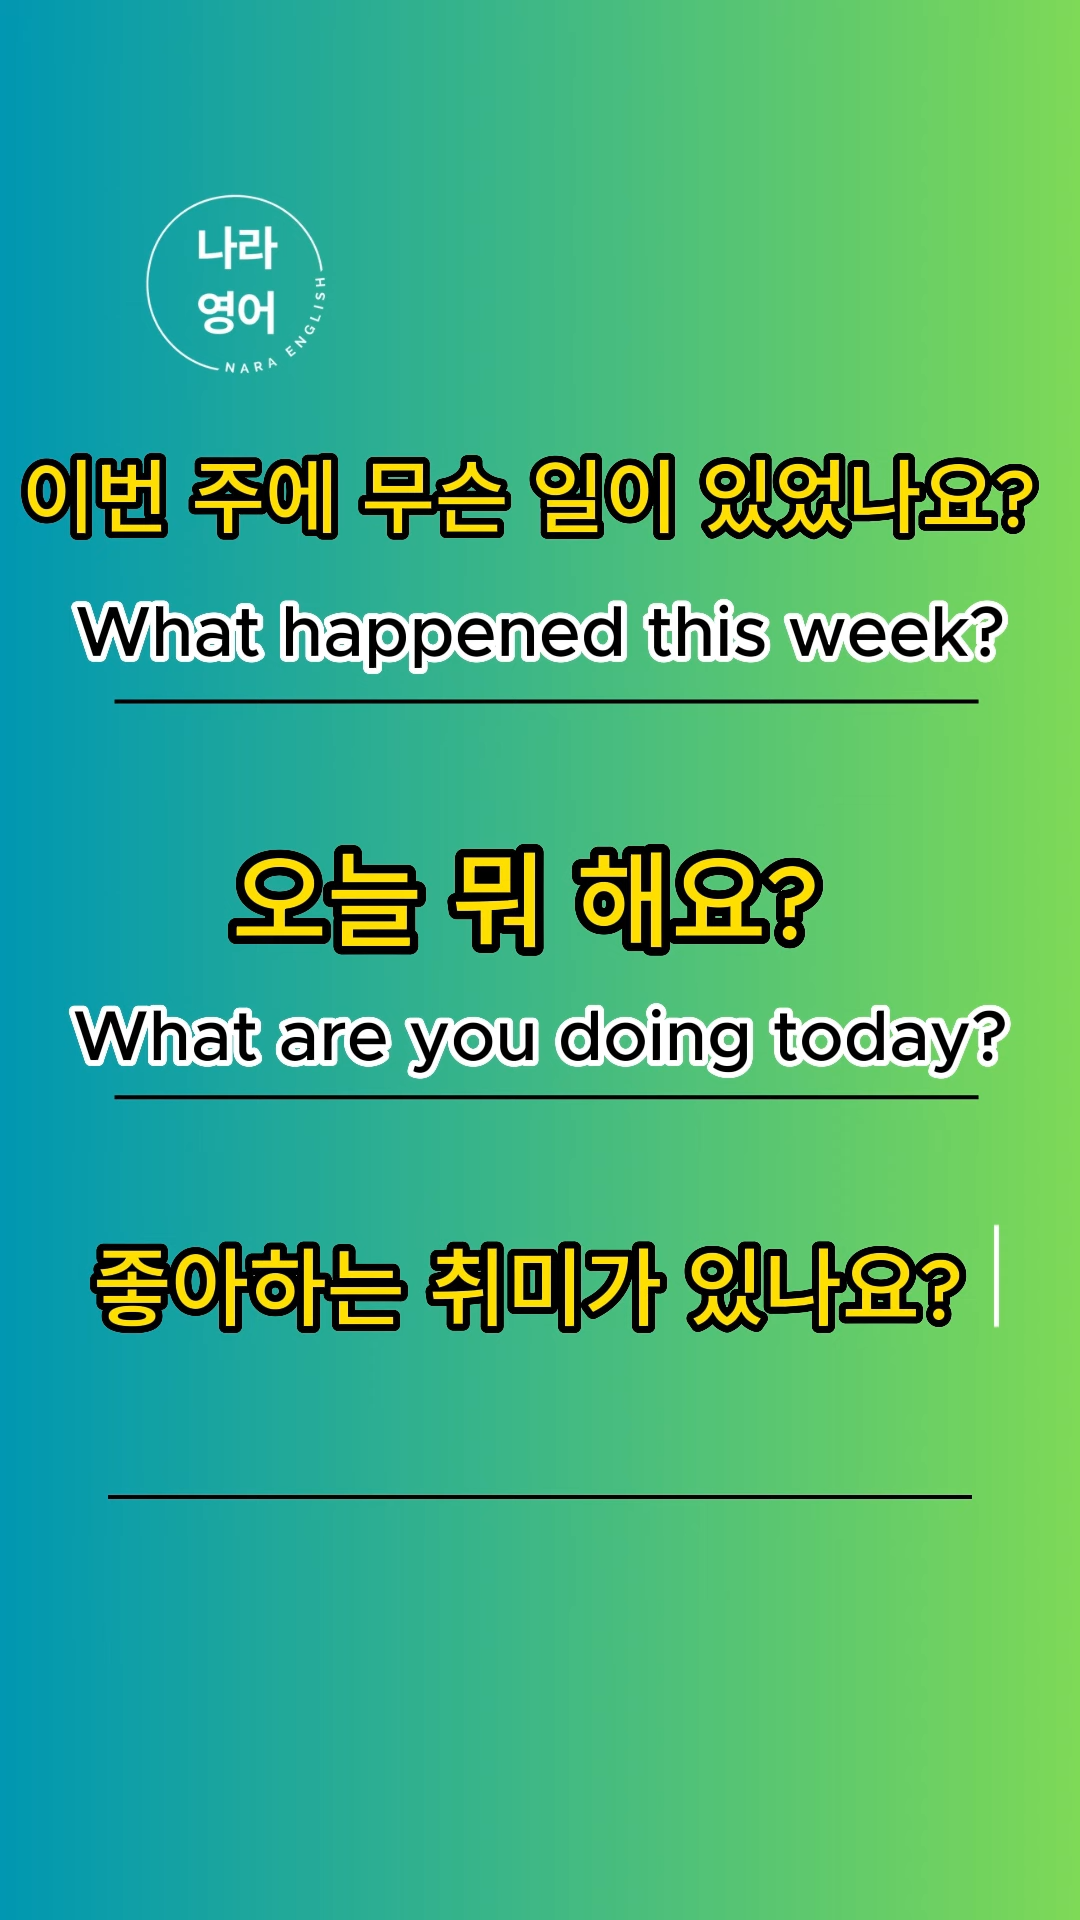 나라
영어
NARA ENGLISH
이번 주에 무슨 일이 있었나요?
What happened this week?
오늘 뭐 해요?
What are you doing today?
좋아하는 취미가 있나요?